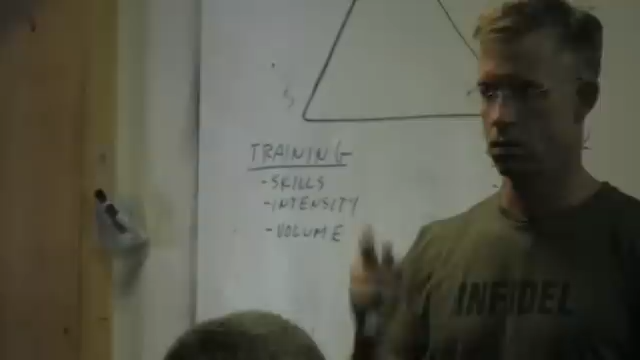 TRAINING
-SKILLS
-INTENSITY
-VOLUME
INFIDEL